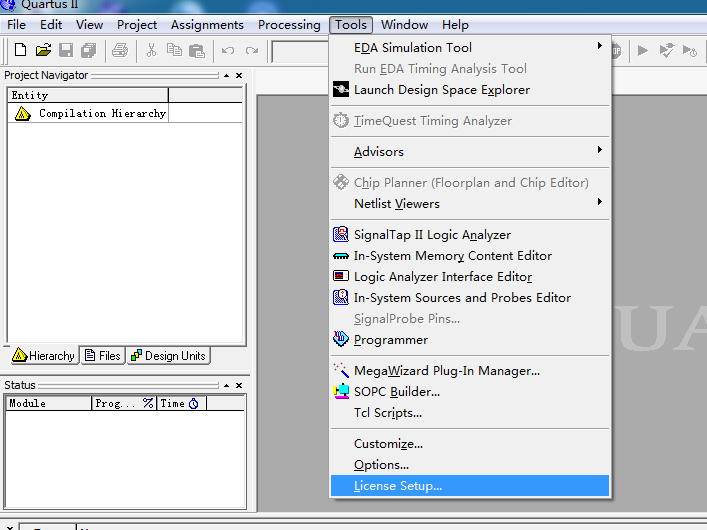 Quartus II
File Edit View Project Assignments Processing Tools Window Help
EDA Simulation Tool
Run EDA Timing Analysis Tool
Launch Design Space Explorer
TimeQuest Timing Analyzer
Advisors
Chip Planner (Floorplan and Chip Editor)
Netlist Viewers
SignalTap II Logic Analyzer
In-System Memory Content Editor
Logic Analyzer Interface Editor
In-System Sources and Probes Editor
SignalProbe Pins...
Programmer
MegaWizard Plug-In Manager...
SOPC Builder...
Tcl Scripts...
Customize...
Options...
License Setup...
Project Navigator
Entity
Compilation Hierarchy
Hierarchy Files Design Units
Status
Module Prog... % Time
UA